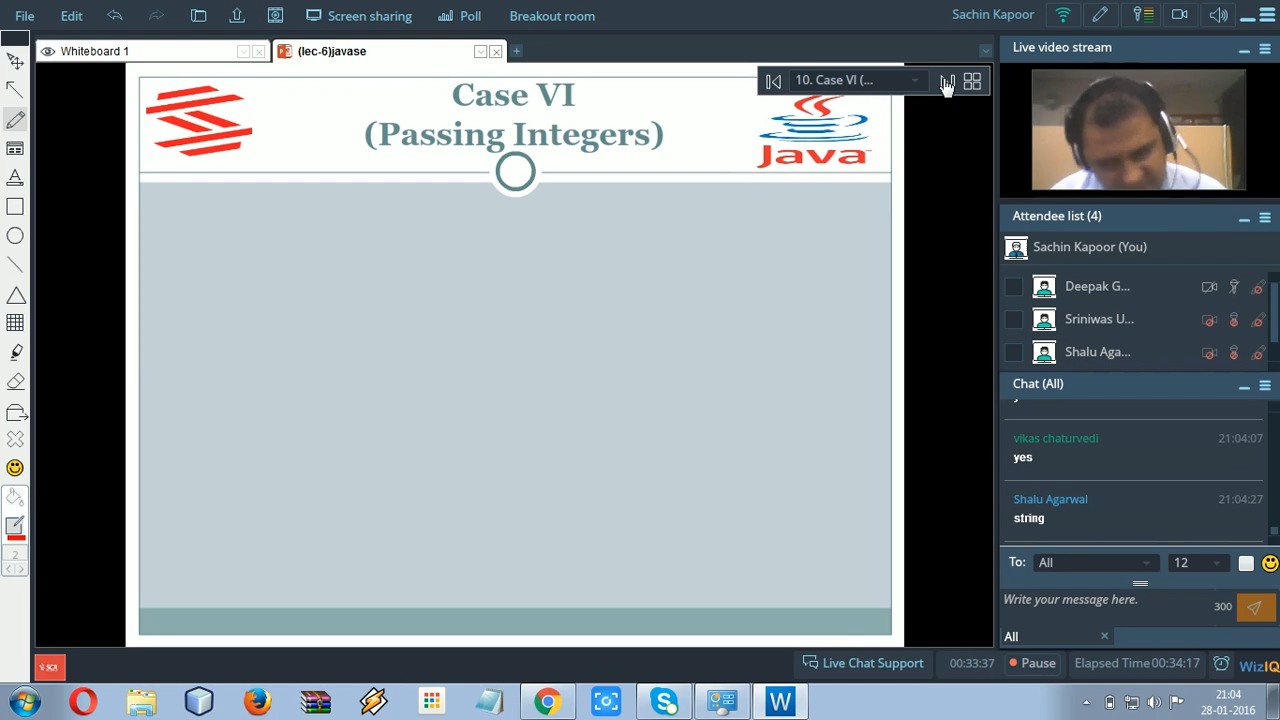 File
Edit
Screen sharing
Poll
Breakout room
Sachin Kapoor
Whiteboard 1
(lec-6)javase
Live video stream
10. Case VI (...
Case VI
(Passing Integers)
Java
Attendee list (4)
Sachin Kapoor (You)
Deepak G...
Sriniwas U...
Shalu Aga...
Chat (All)
vikas chaturvedi 21:04:07
yes
Shalu Agarwal 21:04:27
string
2
To: All 12
Write your message here. 300
All
SCA
Live Chat Support
00:33:37
Pause
Elapsed Time 00:34:17
WizIQ
W
21:04
28-01-2016